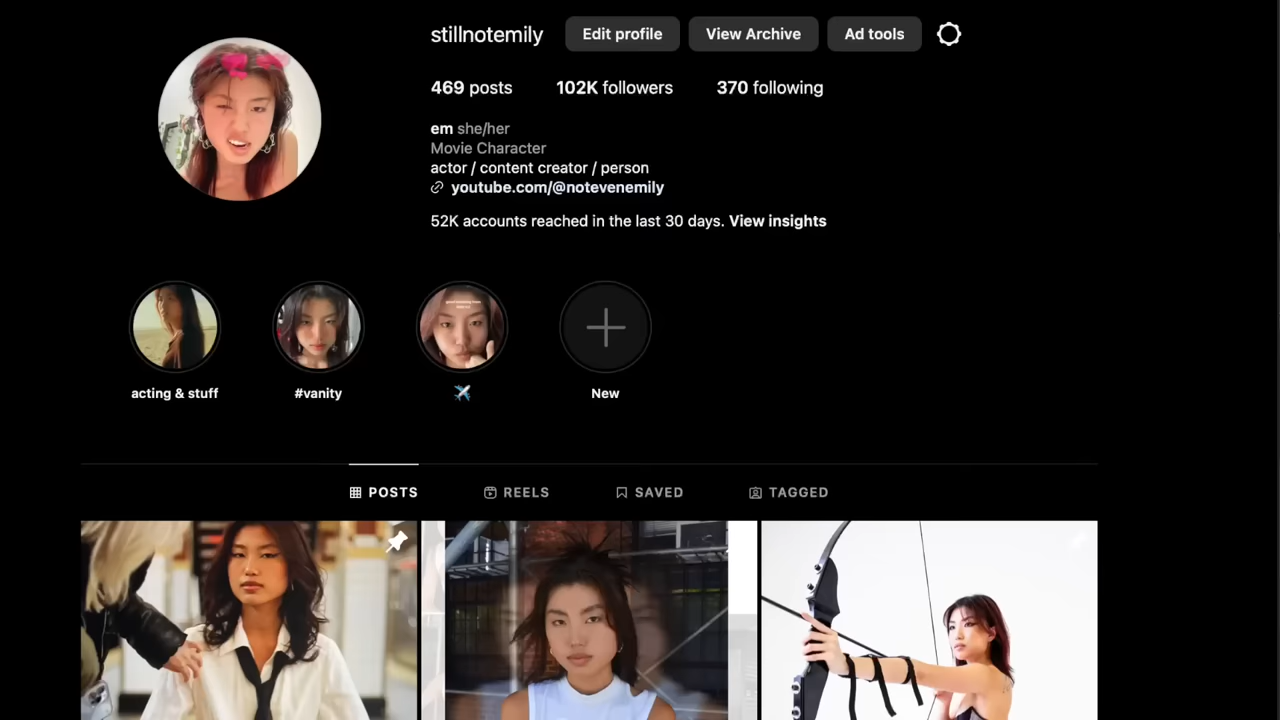 stillnotemily Edit profile View Archive Ad tools
469 posts 102K followers 370 following
em she/her
Movie Character
actor / content creator / person
youtube.com/@notevenemily
52K accounts reached in the last 30 days. View insights
acting & stuff #vanity ✈️ New
POSTS REELS SAVED TAGGED